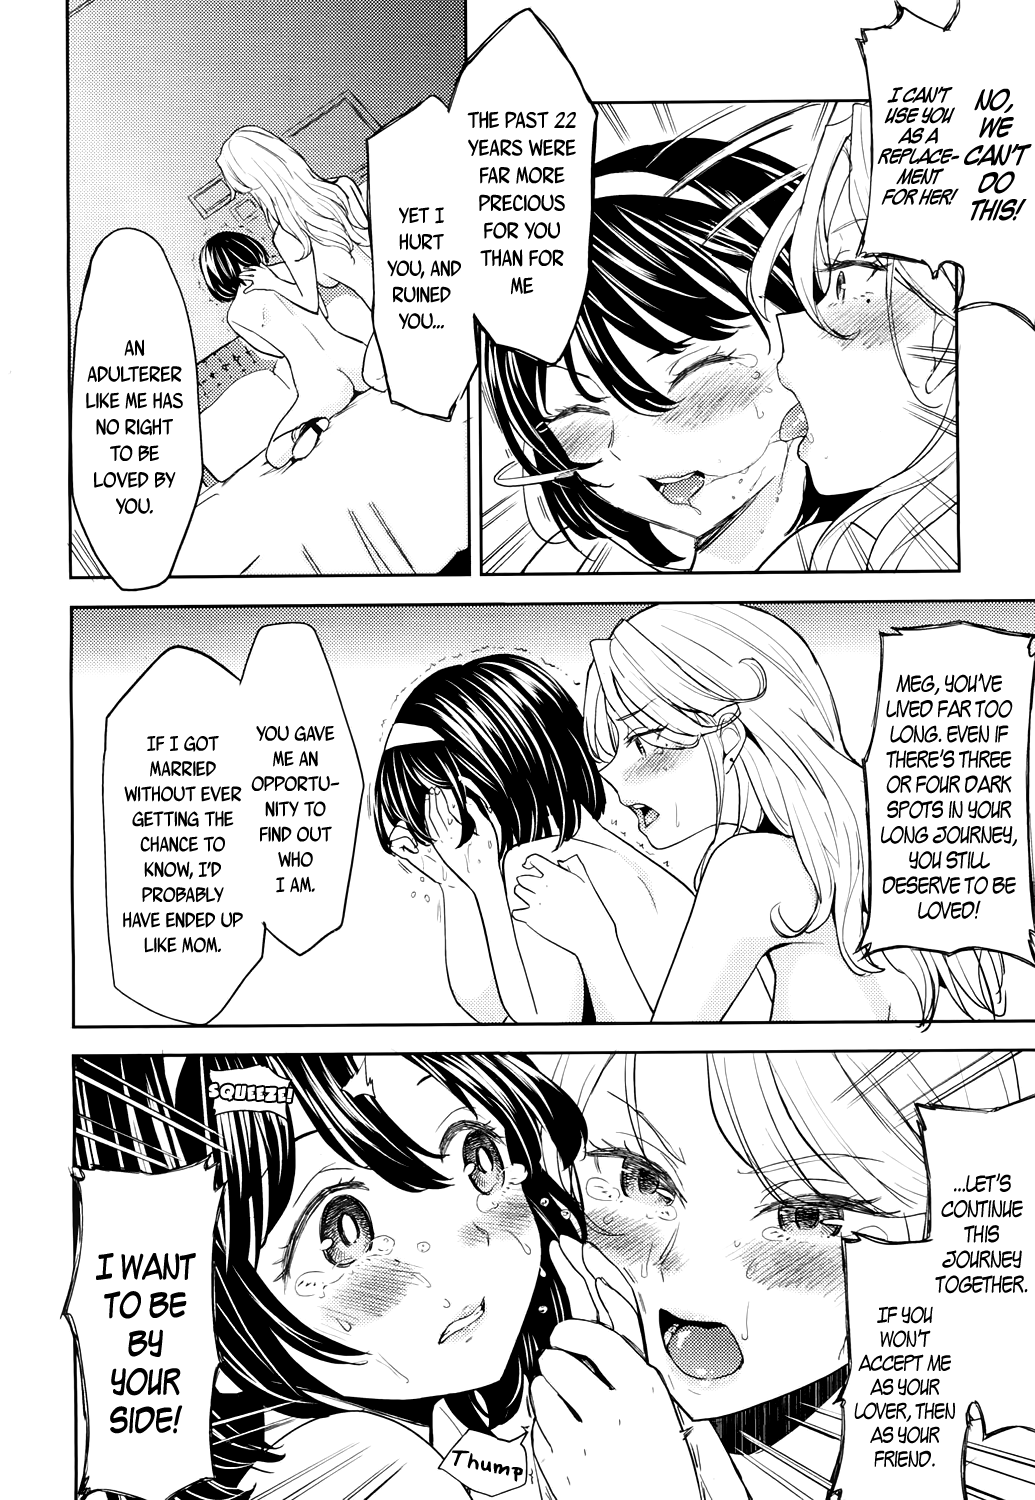 NO,
WE
CAN'T
DO
THIS!
I CAN'T
USE YOU
AS A
REPLACE-
MENT
FOR HER!
THE PAST 22
YEARS WERE
FAR MORE
PRECIOUS
FOR YOU
THAN FOR
ME
YET I
HURT
YOU, AND
RUINED
YOU...
AN
ADULTERER
LIKE ME HAS
NO RIGHT
TO BE
LOVED BY
YOU.
MEG, YOU'VE
LIVED FAR TOO
LONG. EVEN IF
THERE'S THREE
OR FOUR DARK
SPOTS IN YOUR
LONG JOURNEY,
YOU STILL
DESERVE TO BE
LOVED!
YOU GAVE
ME AN
OPPORTU-
NITY TO
FIND OUT
WHO
I AM.
IF I GOT
MARRIED
WITHOUT EVER
GETTING THE
CHANCE TO
KNOW, I'D
PROBABLY
HAVE ENDED UP
LIKE MOM.
...LET'S
CONTINUE
THIS
JOURNEY
TOGETHER.
IF YOU
WON'T
ACCEPT ME
AS YOUR
LOVER, THEN
AS YOUR
FRIEND.
SQUEEZE!
Thump
I WANT
TO BE
BY
YOUR
SIDE!